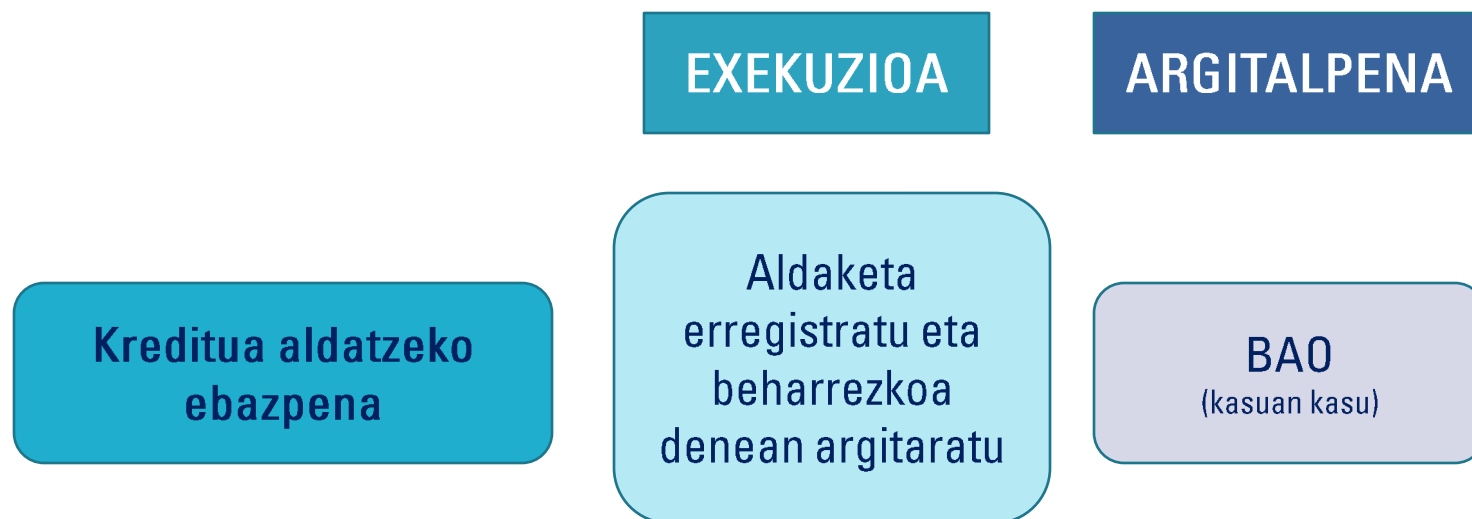 EXEKUZIOA
ARGITALPENA
Kreditua aldatzeko
ebazpena
Aldaketa
erregistratu eta
beharrezkoa
denean argitaratu
BAO
(kasuan kasu)